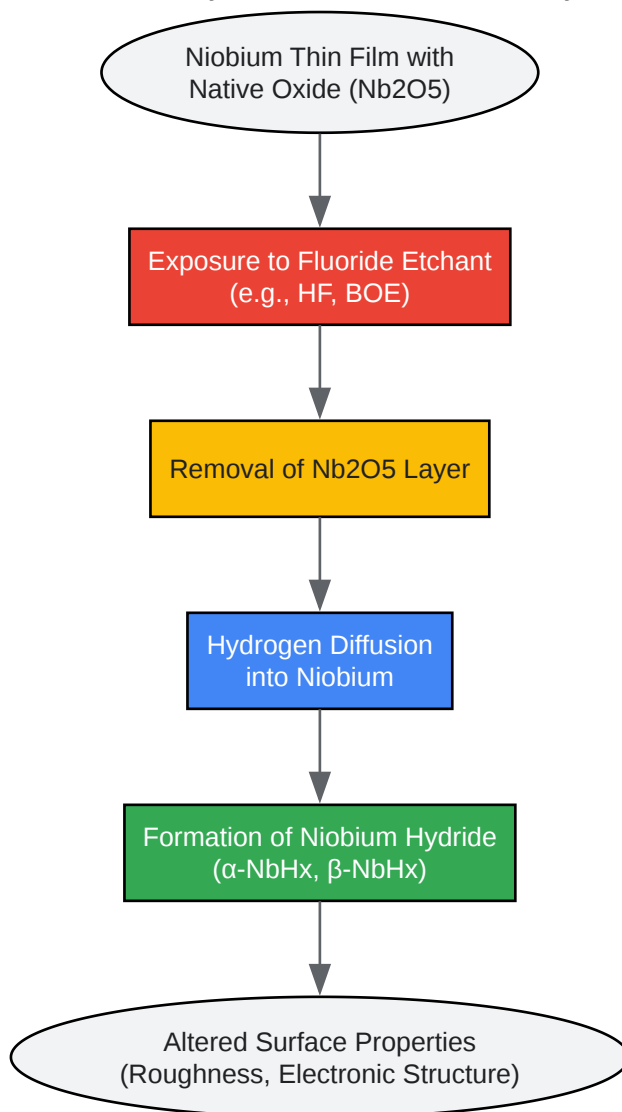 Niobium Thin Film with
Native Oxide (Nb2O5)
Exposure to Fluoride Etchant
(e.g., HF, BOE)
Removal of Nb2O5 Layer
Hydrogen Diffusion
into Niobium
Formation of Niobium Hydride
(α-NbHx, β-NbHx)
Altered Surface Properties
(Roughness, Electronic Structure)